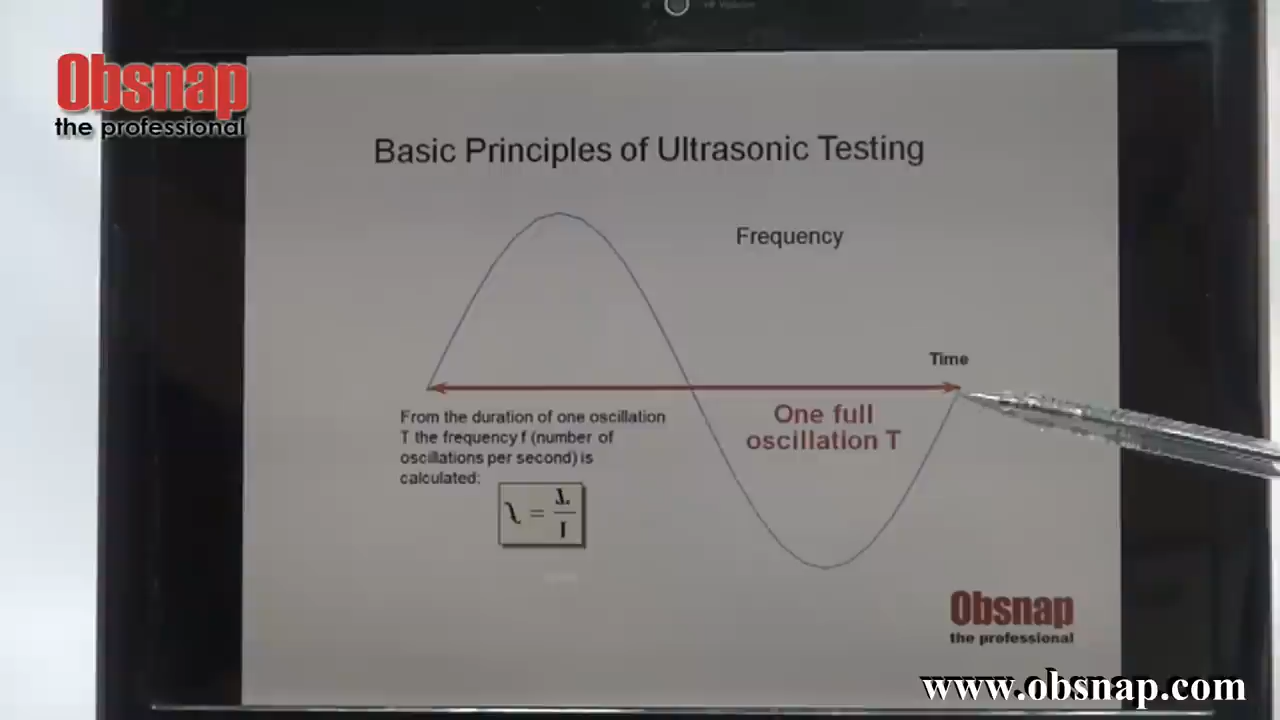 Obsnap
the professional
Basic Principles of Ultrasonic Testing
Frequency
Time
From the duration of one oscillation
T the frequency f (number of
oscillations per second) is
calculated:
One full
oscillation T
Obsnap
the professional
www.obsnap.com